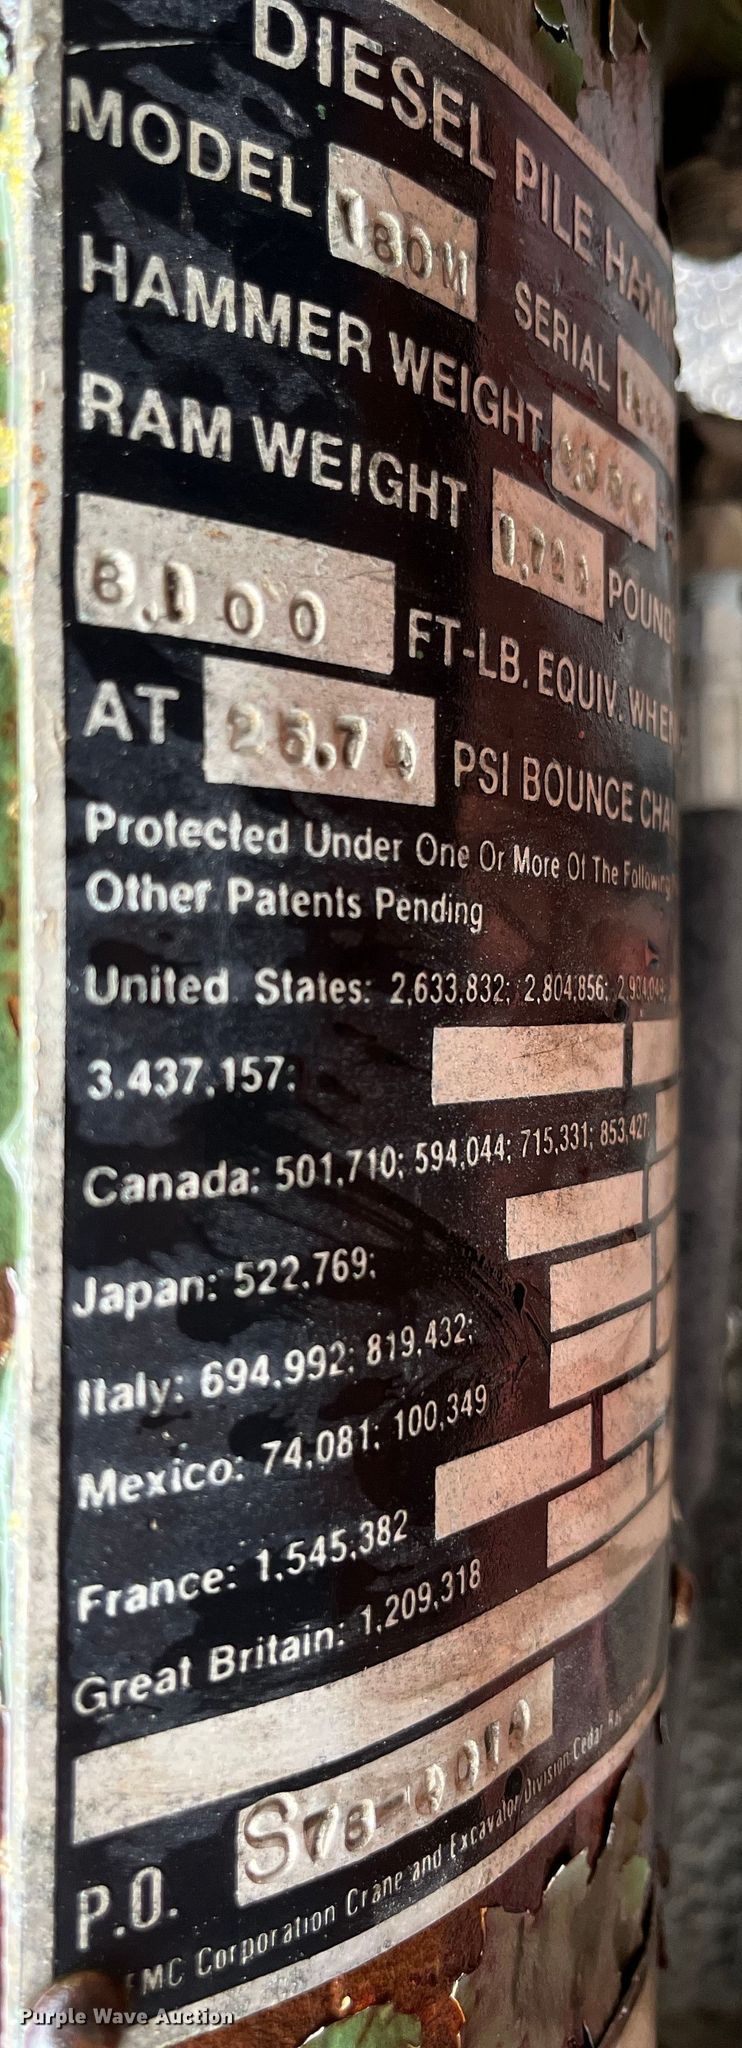 DIESEL PILE
MODEL 180M SERIAL
HAMMER WEIGHT
RAM WEIGHT POUNDS
8,100 FT-LB. EQUIV. WHEN
AT PSI BOUNCE
Protected Under One Or More Of The Following
Other Patents Pending
United States: 2,633,832; 2,804,856;
3,437,157;
Canada: 501,710; 594,044; 715,331; 853,427;
Japan: 522,769;
Italy: 694,992; 819,432;
Mexico: 74,081; 100,349
France: 1,545,382
Great Britain: 1,209,318
P.O.
FMC Corporation Crane and Excavator Division Cedar
Purple Wave Auction